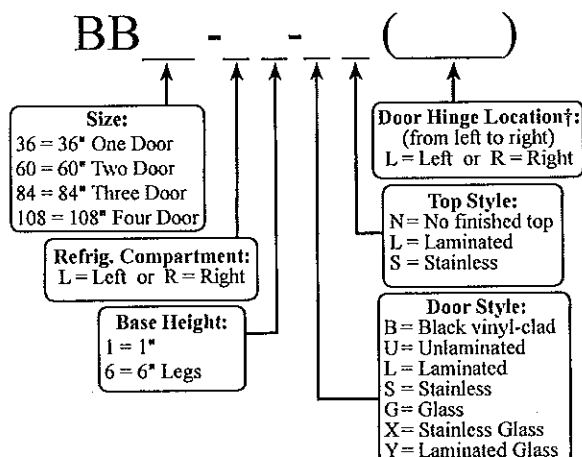 BB__ - _ _ - _ _ (__)
Size:
36 = 36" One Door
60 = 60" Two Door
84 = 84" Three Door
108 = 108" Four Door
Refrig. Compartment:
L = Left or R = Right
Base Height:
1 = 1"
6 = 6" Legs
Door Hinge Location†:
(from left to right)
L = Left or R = Right
Top Style:
N = No finished top
L = Laminated
S = Stainless
Door Style:
B = Black vinyl-clad
U = Unlaminated
L = Laminated
S = Stainless
G = Glass
X = Stainless Glass
Y = Laminated Glass